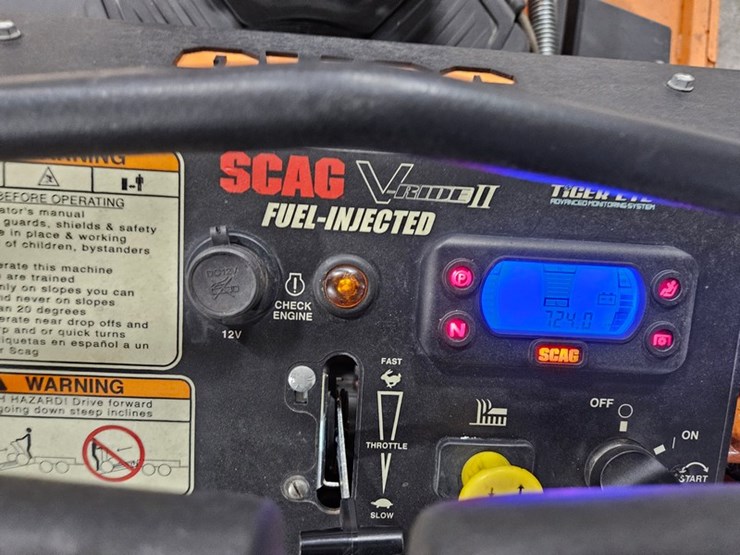 WARNING
BEFORE OPERATING
ator's manual
guards, shields & safety
e in place & working
of children, bystanders
erate this machine
are trained
nly on slopes you can
nd never on slopes
an 20 degrees
erate near drop offs and
p and or quick turns
tiquetas en español a un
r Scag
WARNING
H HAZARD! Drive forward
going down steep inclines
SCAG V-RIDE II
FUEL-INJECTED
TIGER EYE
ADVANCED MONITORING SYSTEM
DC12V
12V
CHECK
ENGINE
P
N
724.0
SCAG
FAST
THROTTLE
SLOW
OFF
ON
START